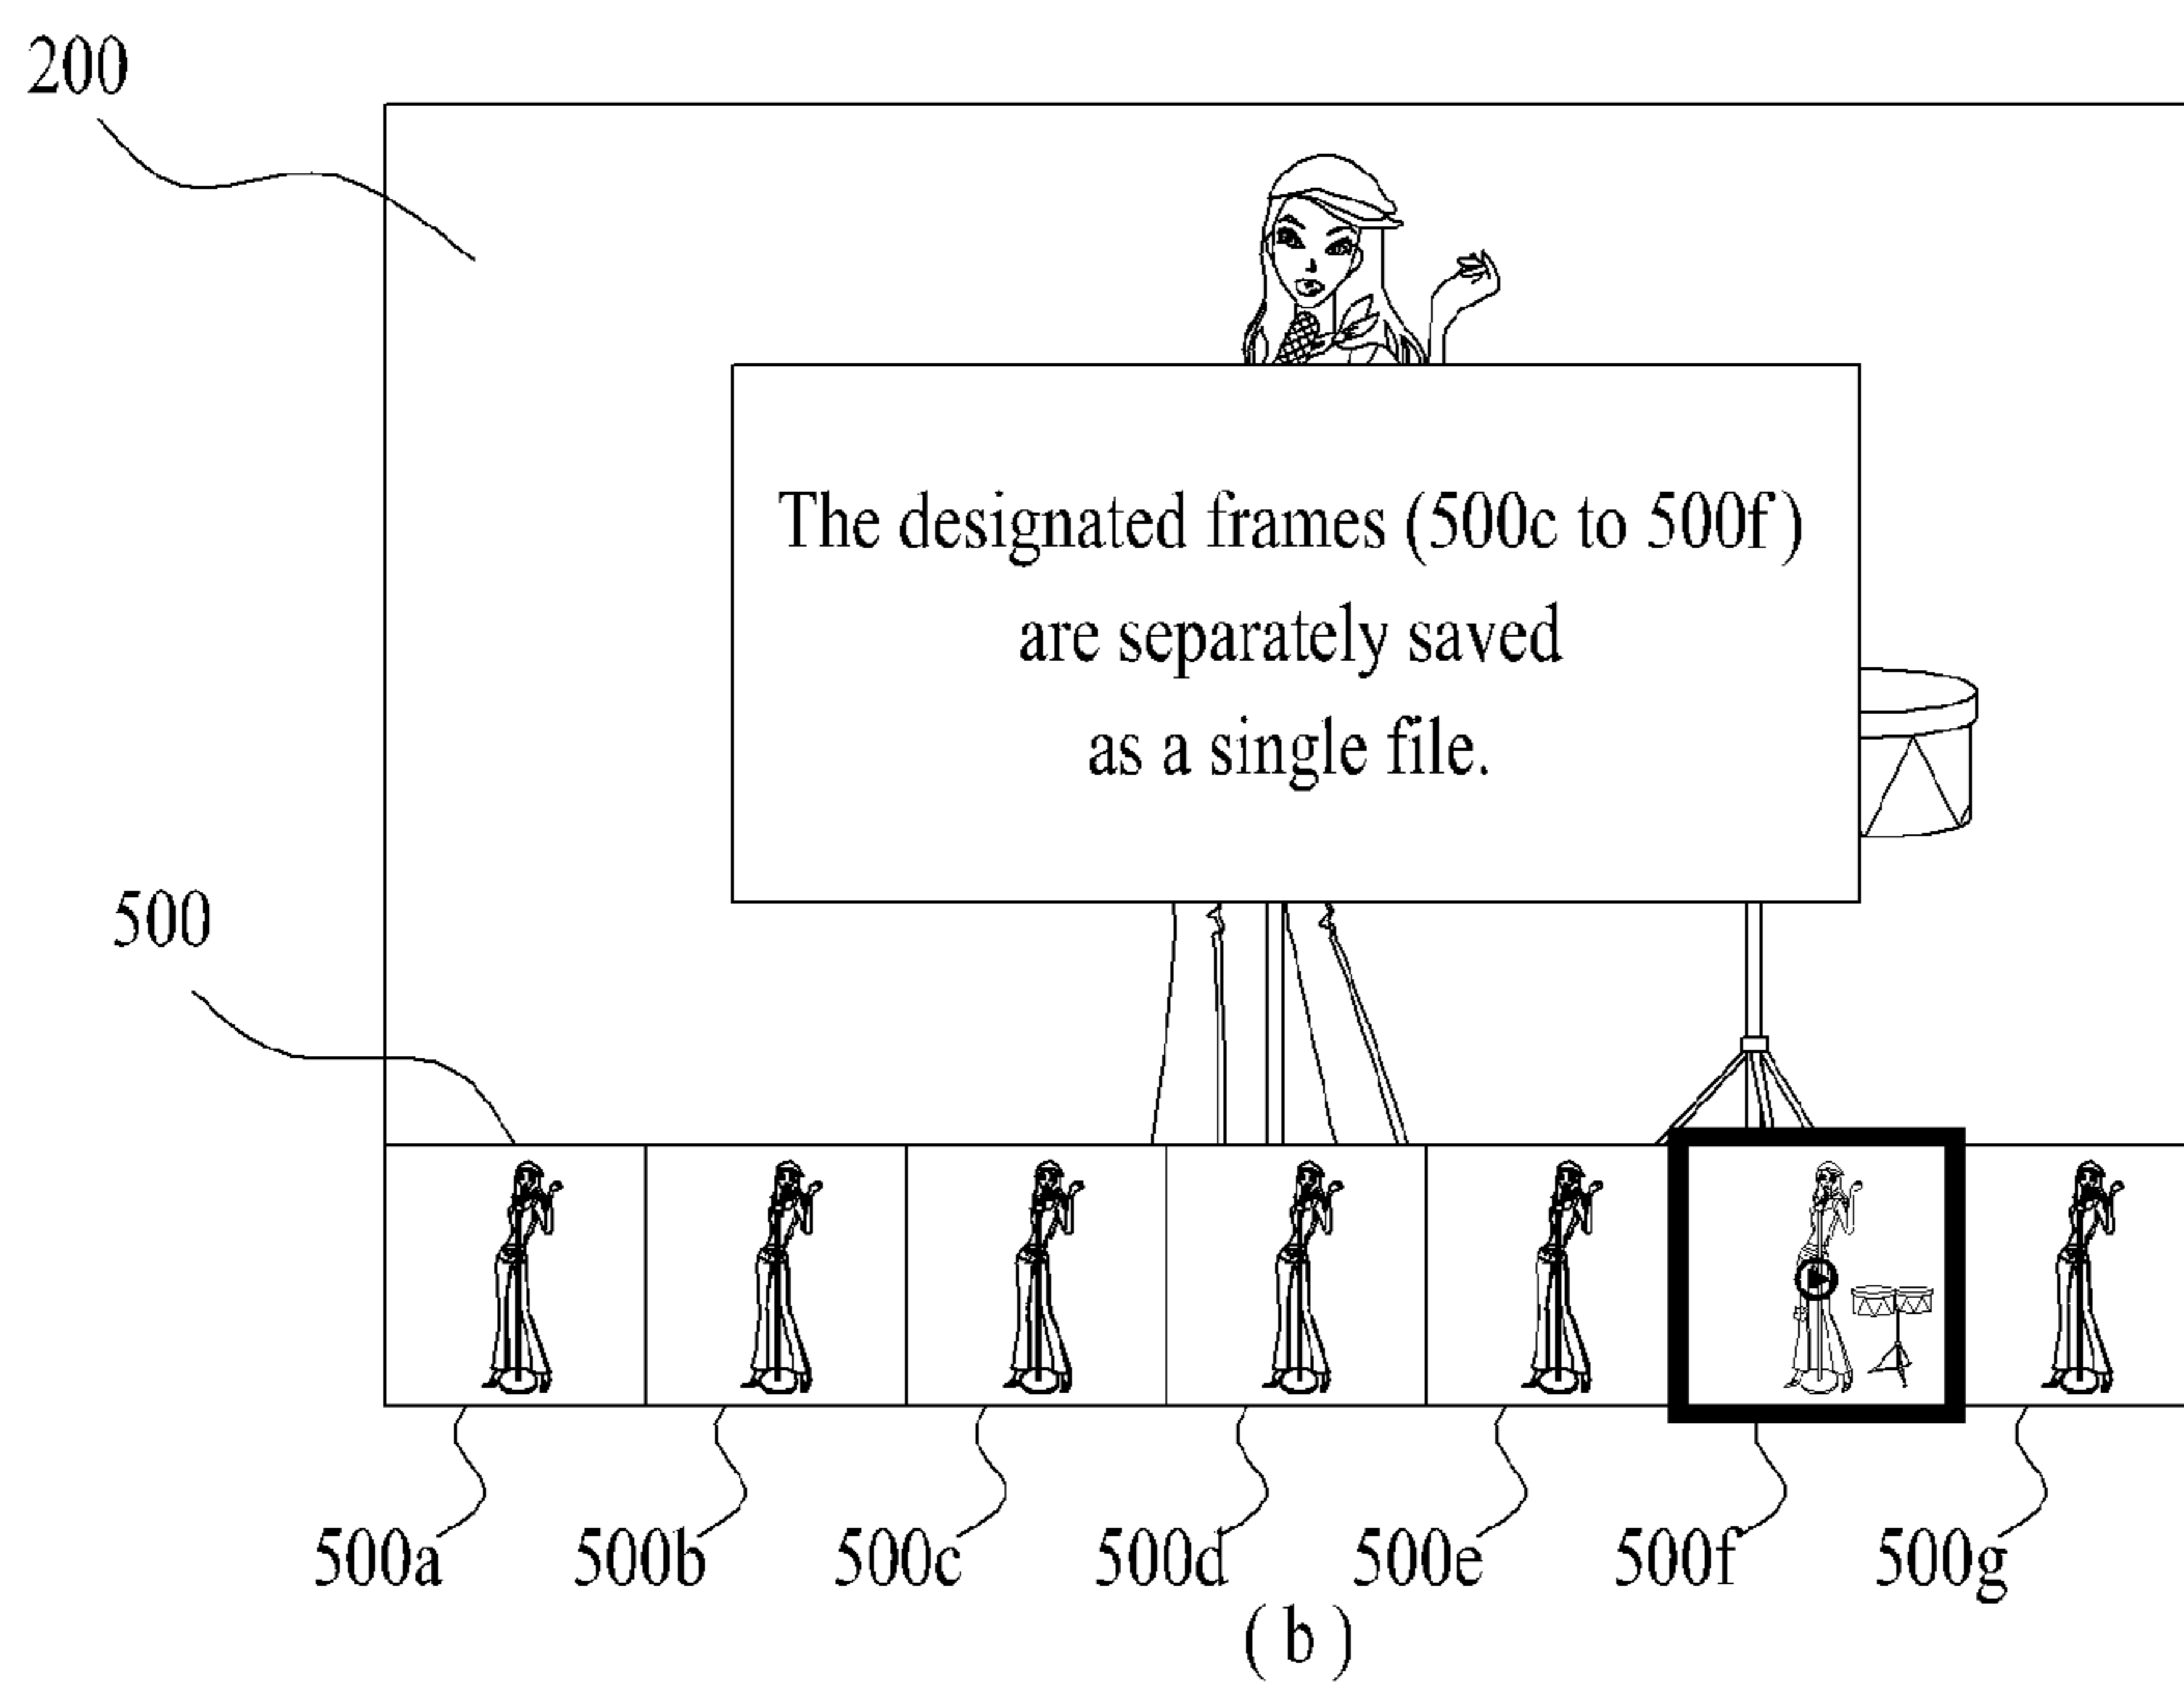 200
The designated frames (500c to 500f)
are separately saved
as a single file.
500
500a 500b 500c 500d 500e 500f 500g
(b)